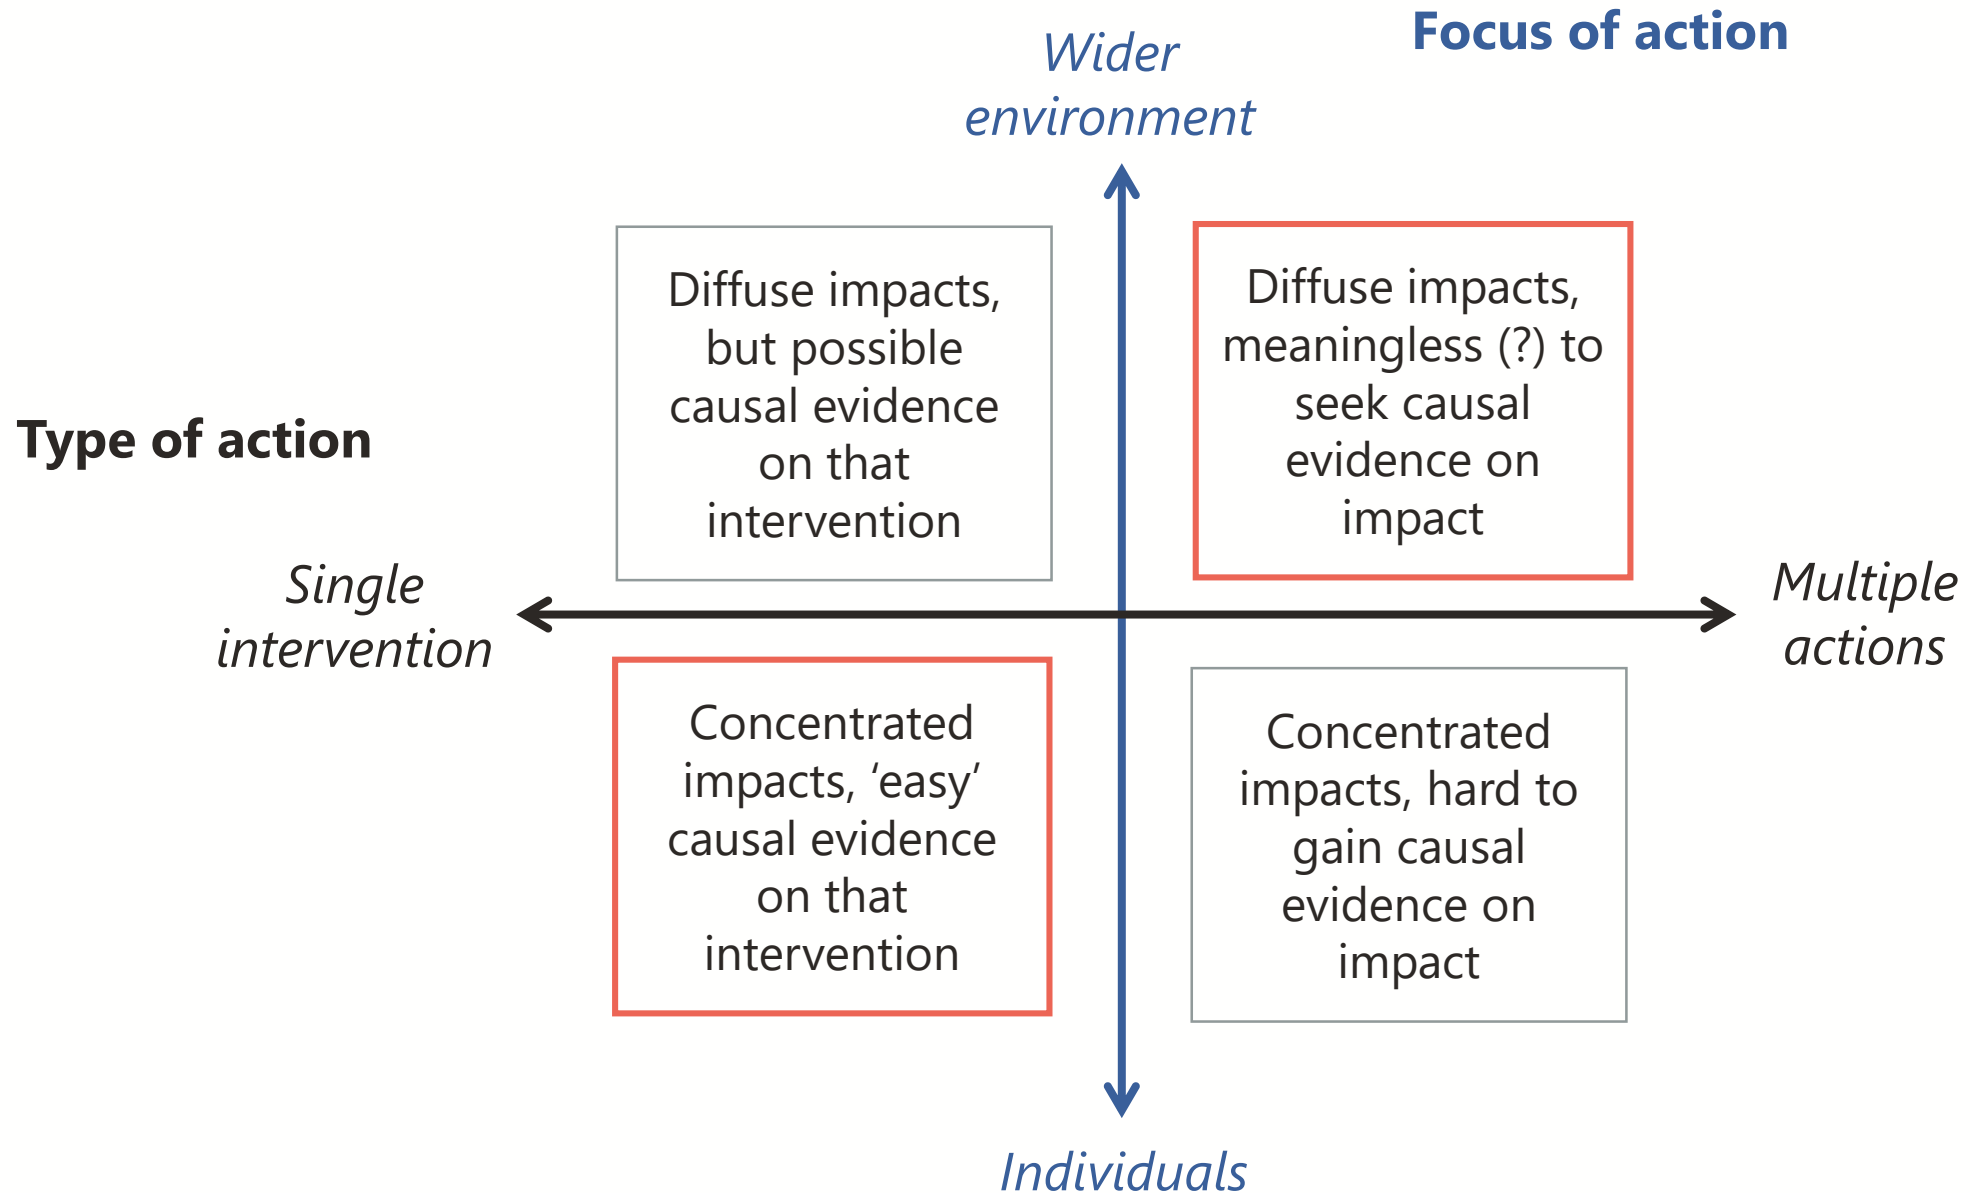 Focus of action
Wider
environment
Diffuse impacts,
but possible
causal evidence
on that
intervention
Diffuse impacts,
meaningless (?) to
seek causal
evidence on
impact
Type of action
Single
intervention
Multiple
actions
Concentrated
impacts, ‘easy’
causal evidence
on that
intervention
Concentrated
impacts, hard to
gain causal
evidence on
impact
Individuals